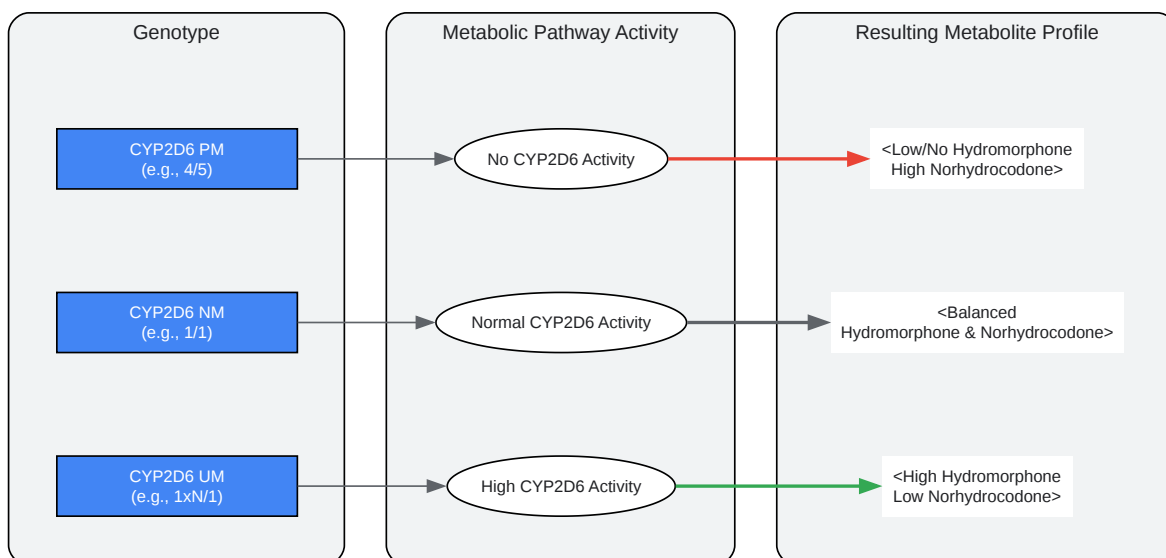 Genotype
Metabolic Pathway Activity
Resulting Metabolite Profile
CYP2D6 PM
(e.g., 4/5)
No CYP2D6 Activity
<Low/No Hydromorphone
High Norhydrocodone>
CYP2D6 NM
(e.g., 1/1)
Normal CYP2D6 Activity
<Balanced
Hydromorphone & Norhydrocodone>
CYP2D6 UM
(e.g., 1xN/1)
High CYP2D6 Activity
<High Hydromorphone
Low Norhydrocodone>